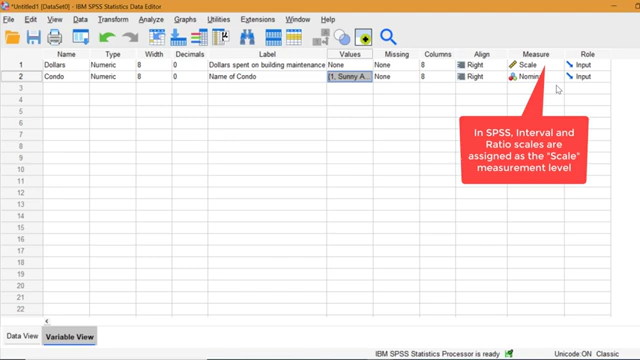 *Untitled1 [DataSet0] - IBM SPSS Statistics Data Editor
File Edit View Data Transform Analyze Graphs Utilities Extensions Window Help
Name Type Width Decimals Label Values Missing Columns Align Measure Role
1 Dollars Numeric 8 0 Dollars spent on building maintenance None None 8 Right Scale Input
2 Condo Numeric 8 0 Name of Condo {1, Sunny A... None 8 Right Input
3
4
5
6
7
8
9
10
11
12
13
14
15
16
17
18
19
20
21
22
In SPSS, Interval and
Ratio scales are
assigned as the "Scale"
measurement level
Data View Variable View
IBM SPSS Statistics Processor is ready Unicode:ON Classic